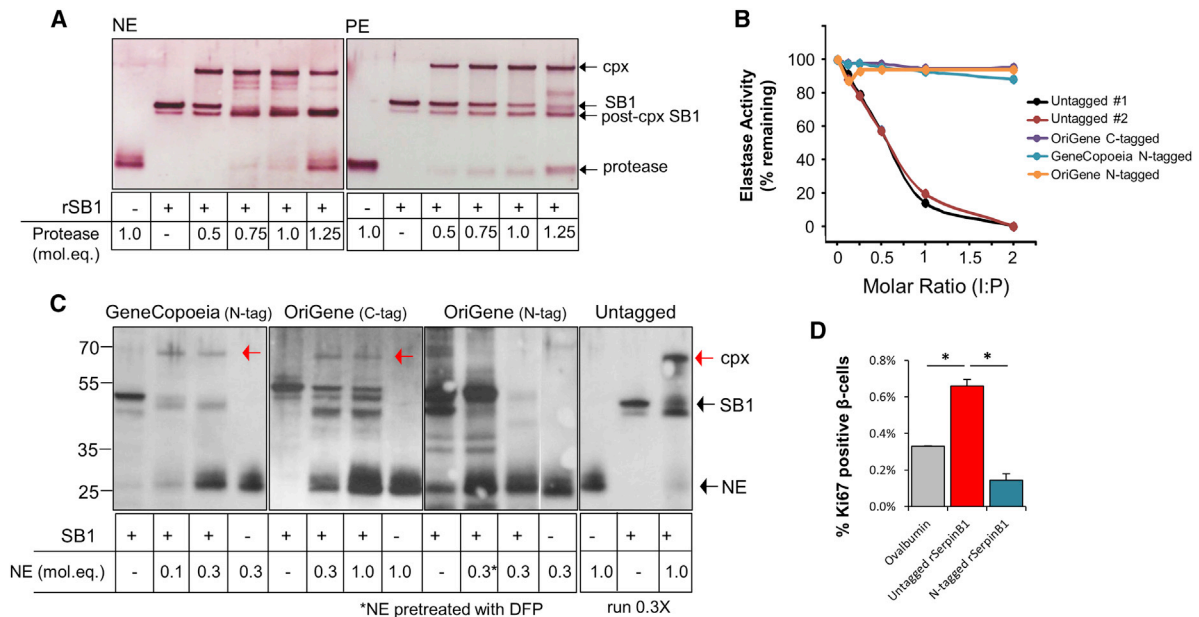 A
NE
PE
cpx
SB1
post-cpx SB1
protease
rSB1 - + + + + + - + + + + +
Protease (mol.eq.) 1.0 - 0.5 0.75 1.0 1.25 1.0 - 0.5 0.75 1.0 1.25
B
Elastase Activity
(% remaining)
100
80
60
40
20
0
0 0.5 1 1.5 2
Molar Ratio (I:P)
Untagged #1
Untagged #2
OriGene C-tagged
GeneCopoeia N-tagged
OriGene N-tagged
C
GeneCopoeia (N-tag) OriGene (C-tag) OriGene (N-tag) Untagged
70
55
35
25
cpx
SB1
NE
SB1 + + + - + + + - + + + - - + +
NE (mol.eq.) - 0.1 0.3 0.3 - 0.3 1.0 1.0 - 0.3* 0.3 0.3 1.0 - 1.0
*NE pretreated with DFP
run 0.3X
D
% Ki67 positive β-cells
0.8%
0.6%
0.4%
0.2%
0.0%
* *
Ovalbumin
Untagged rSerpinB1
N-tagged rSerpinB1